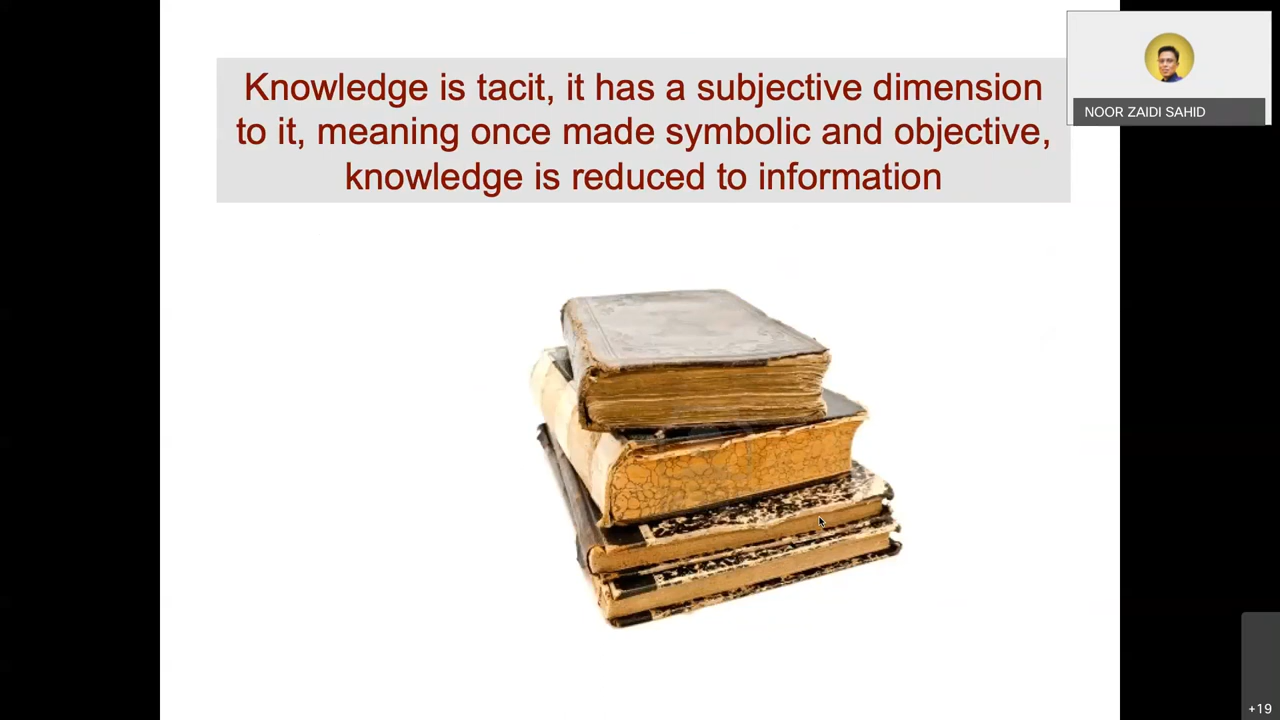 Knowledge is tacit, it has a subjective dimension
to it, meaning once made symbolic and objective,
knowledge is reduced to information
NOOR ZAIDI SAHID
+19